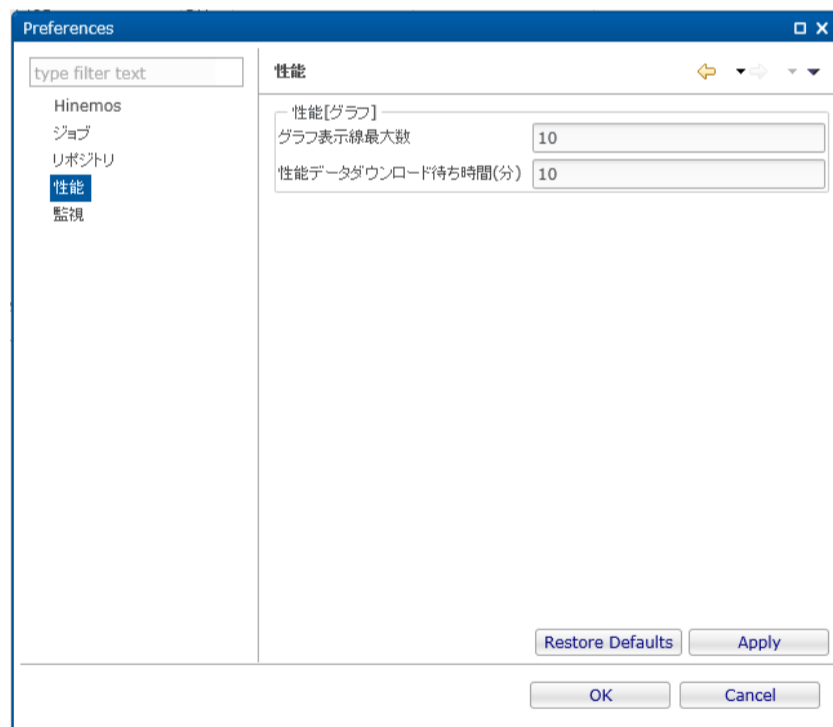 Preferences
type filter text
Hinemos
ジョブ
リポジトリ
性能
監視
性能
性能[グラフ]
グラフ表示線最大数 10
性能データダウンロード待ち時間(分) 10
Restore Defaults Apply
OK Cancel